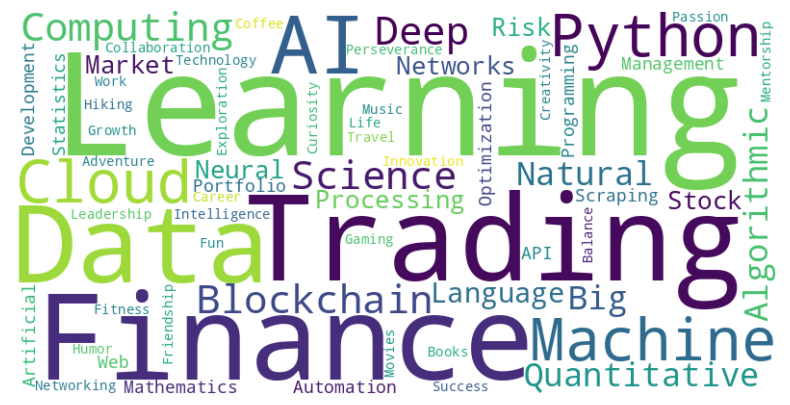 Computing
Coffee
AI
Deep
Risk
Python
Passion
Collaboration
Perseverance
Market
Technology
Networks
Management
Mentorship
Development
Statistics
Work
Learning
Exploration
Curiosity
Creativity
Programming
Hiking
Music
Growth
Life
Travel
Optimization
Adventure
Innovation
Cloud
Neural
Science
Natural
Algorithmic
Portfolio
Career
Processing
Scraping
Stock
Leadership
Intelligence
Data
Trading
Fun
Gaming
API
Balance
Artificial
Finance
Blockchain
Language
Big
Fitness
Friendship
Machine
Humor
Web
Movies
Books
Quantitative
Networking
Mathematics
Automation
Success